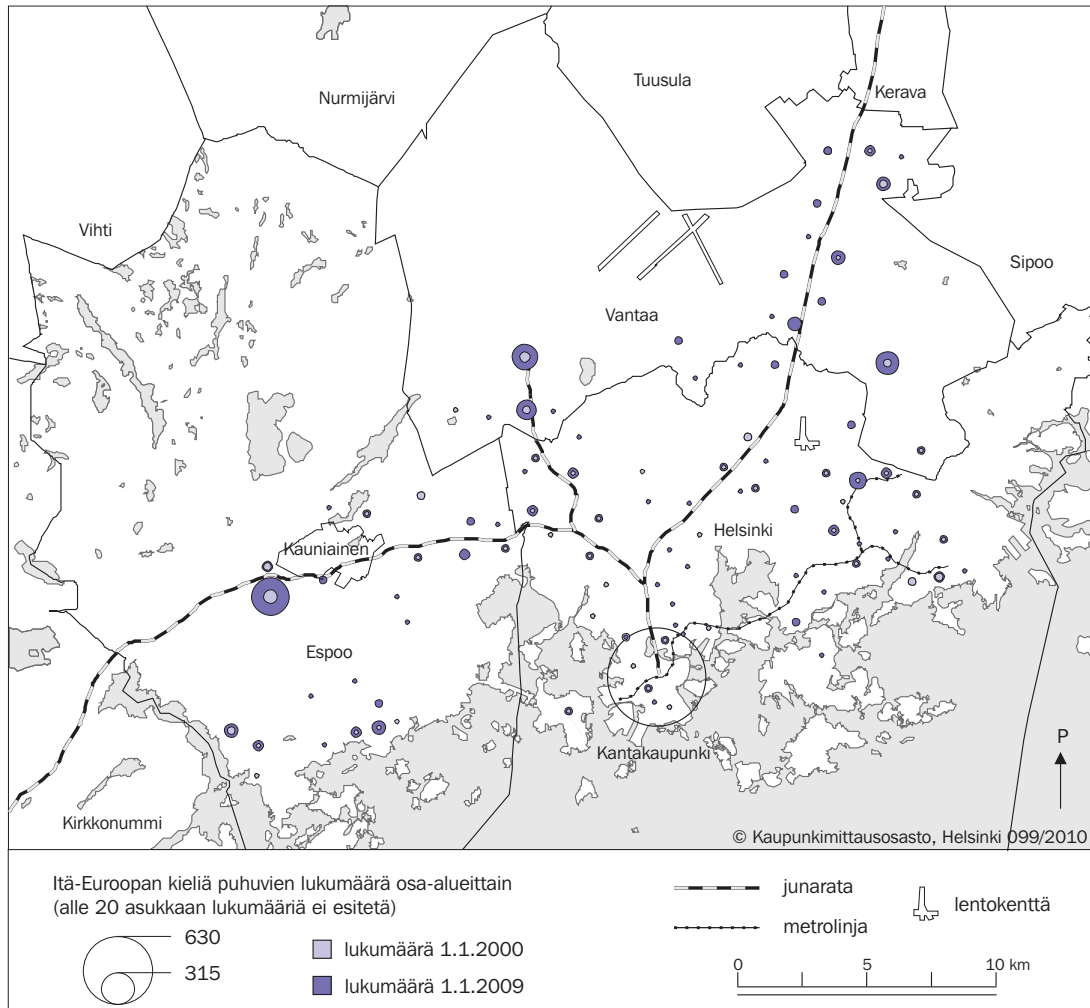 Tuusula
Kerava
Nurmijärvi
Vihti
Sipoo
Vantaa
Helsinki
Kauniainen
Espoo
Kantakaupunki
P
Kirkkonummi
© Kaupunkimittausosasto, Helsinki 099/2010
Itä-Euroopan kieliä puhuvien lukumäärä osa-alueittain
(alle 20 asukkaan lukumääriä ei esitetä)
630
315
lukumäärä 1.1.2000
lukumäärä 1.1.2009
junarata
metrolinja
lentokenttä
0 5 10 km